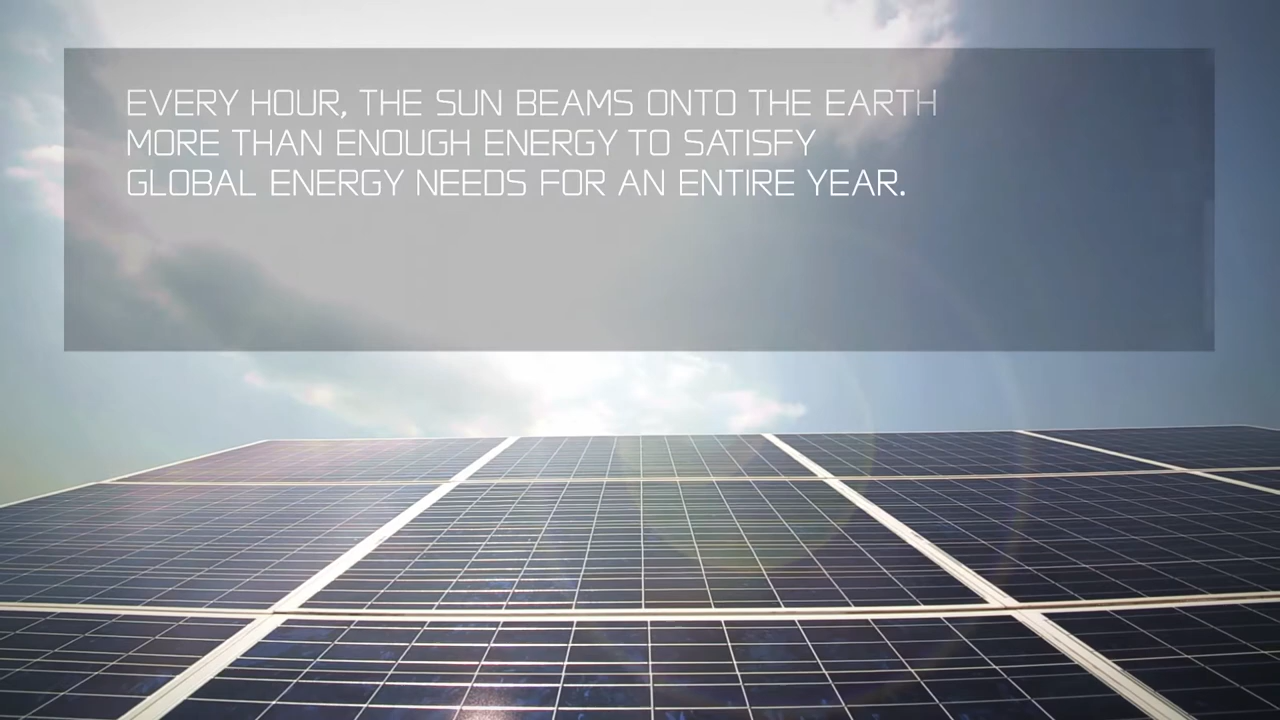 EVERY HOUR, THE SUN BEAMS ONTO THE EARTH
MORE THAN ENOUGH ENERGY TO SATISFY
GLOBAL ENERGY NEEDS FOR AN ENTIRE YEAR.